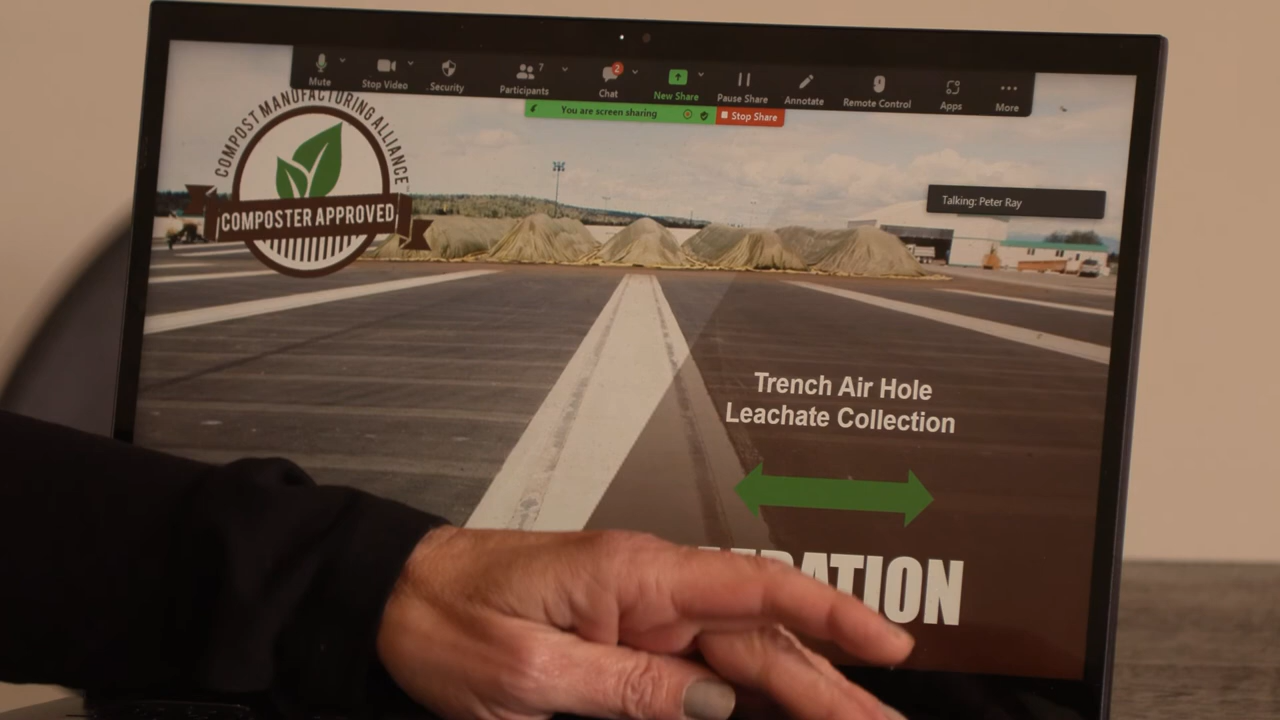 Mute
Stop Video
Security
Participants
7
Chat
2
New Share
Pause Share
Annotate
Remote Control
Apps
More
You are screen sharing
Stop Share
COMPOST MANUFACTURING ALLIANCE
COMPOSTER APPROVED
Talking: Peter Ray
Trench Air Hole
Leachate Collection